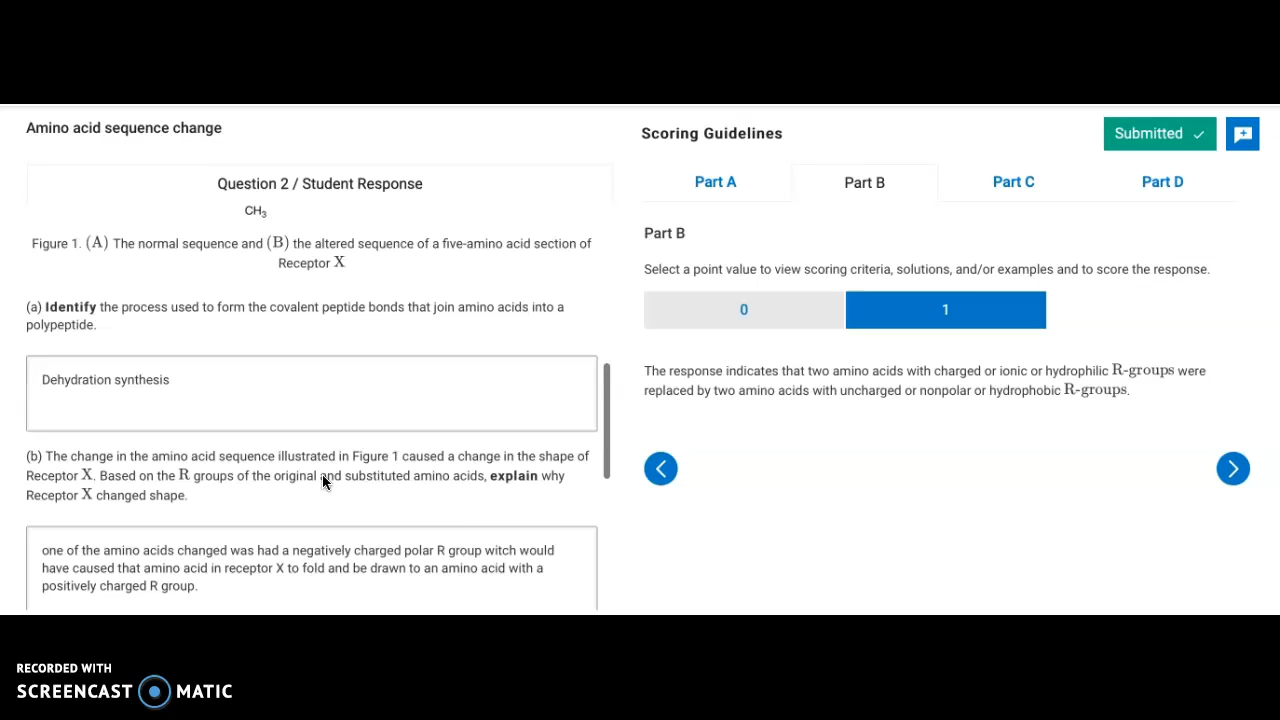 Amino acid sequence change
Question 2 / Student Response
CH3
Figure 1. (A) The normal sequence and (B) the altered sequence of a five-amino acid section of
Receptor X
(a) Identify the process used to form the covalent peptide bonds that join amino acids into a
polypeptide.
Dehydration synthesis
(b) The change in the amino acid sequence illustrated in Figure 1 caused a change in the shape of
Receptor X. Based on the R groups of the original and substituted amino acids, explain why
Receptor X changed shape.
one of the amino acids changed was had a negatively charged polar R group witch would
have caused that amino acid in receptor X to fold and be drawn to an amino acid with a
positively charged R group.
Scoring Guidelines
Submitted
Part A
Part B
Part C
Part D
Part B
Select a point value to view scoring criteria, solutions, and/or examples and to score the response.
0
1
The response indicates that two amino acids with charged or ionic or hydrophilic R-groups were
replaced by two amino acids with uncharged or nonpolar or hydrophobic R-groups.
RECORDED WITH
SCREENCAST MATIC